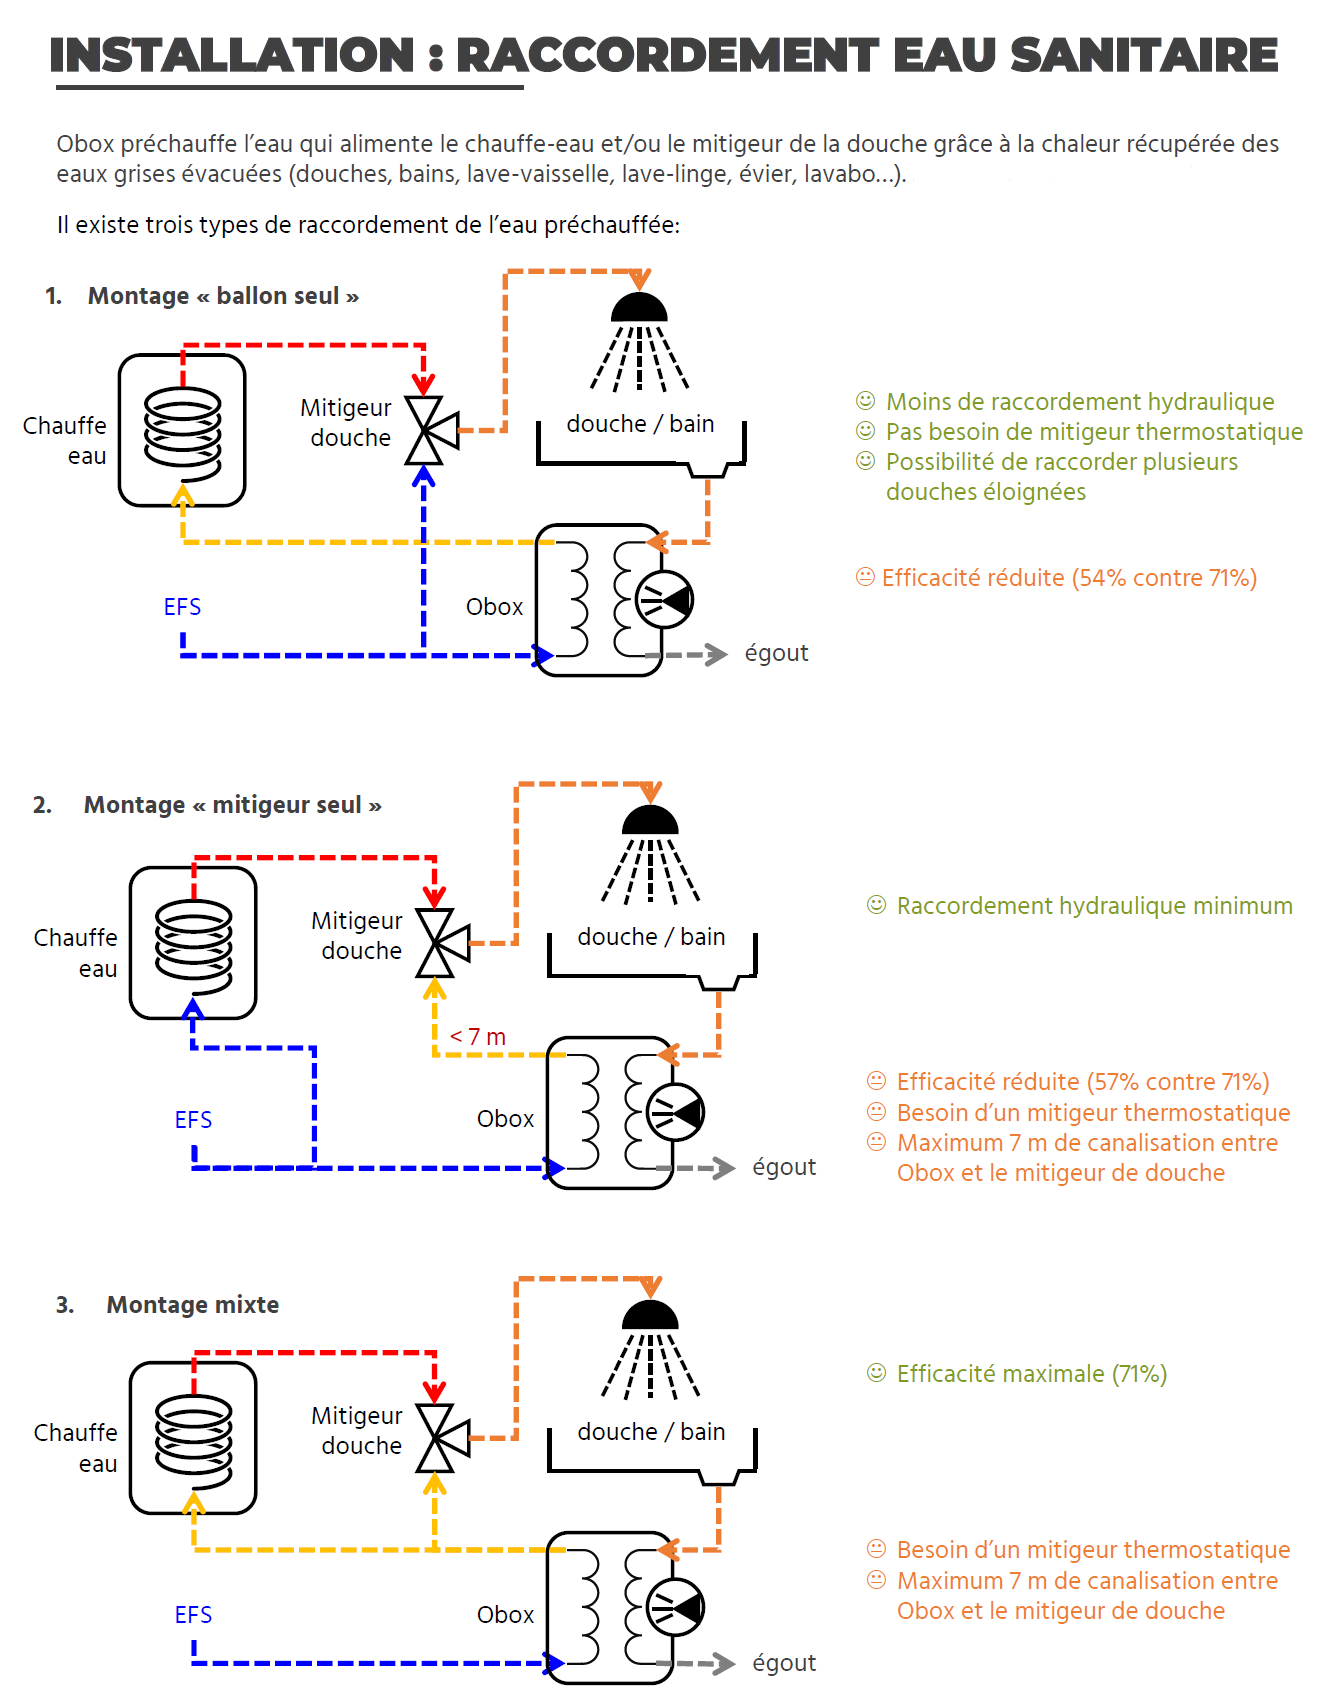 INSTALLATION : RACCORDEMENT EAU SANITAIRE
Obox préchauffe l’eau qui alimente le chauffe-eau et/ou le mitigeur de la douche grâce à la chaleur récupérée des
eaux grises évacuées (douches, bains, lave-vaisselle, lave-linge, évier, lavabo…).
Il existe trois types de raccordement de l’eau préchauffée:
1. Montage « ballon seul »
Chauffe
eau
Mitigeur
douche
douche / bain
EFS
Obox
égout
Moins de raccordement hydraulique
Pas besoin de mitigeur thermostatique
Possibilité de raccorder plusieurs
douches éloignées
Efficacité réduite (54% contre 71%)
2. Montage « mitigeur seul »
Chauffe
eau
Mitigeur
douche
douche / bain
< 7 m
EFS
Obox
égout
Raccordement hydraulique minimum
Efficacité réduite (57% contre 71%)
Besoin d’un mitigeur thermostatique
Maximum 7 m de canalisation entre
Obox et le mitigeur de douche
3. Montage mixte
Chauffe
eau
Mitigeur
douche
douche / bain
EFS
Obox
égout
Efficacité maximale (71%)
Besoin d’un mitigeur thermostatique
Maximum 7 m de canalisation entre
Obox et le mitigeur de douche